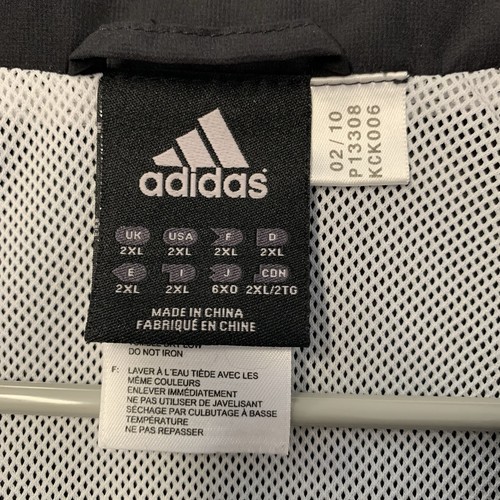 adidas
UK USA F D
2XL 2XL 2XL 2XL
E I J CDN
2XL 2XL 6XO 2XL/2TG
MADE IN CHINA
FABRIQUÉ EN CHINE
02/10
P13308
KCK006
DO NOT IRON
F: LAVER À L'EAU TIÈDE AVEC LES
MÊME COULEURS
ENLEVER IMMÉDIATEMENT
NE PAS UTILISER DE JAVELISANT
SÉCHAGE PAR CULBUTAGE À BASSE
TEMPÉRATURE
NE PAS REPASSER